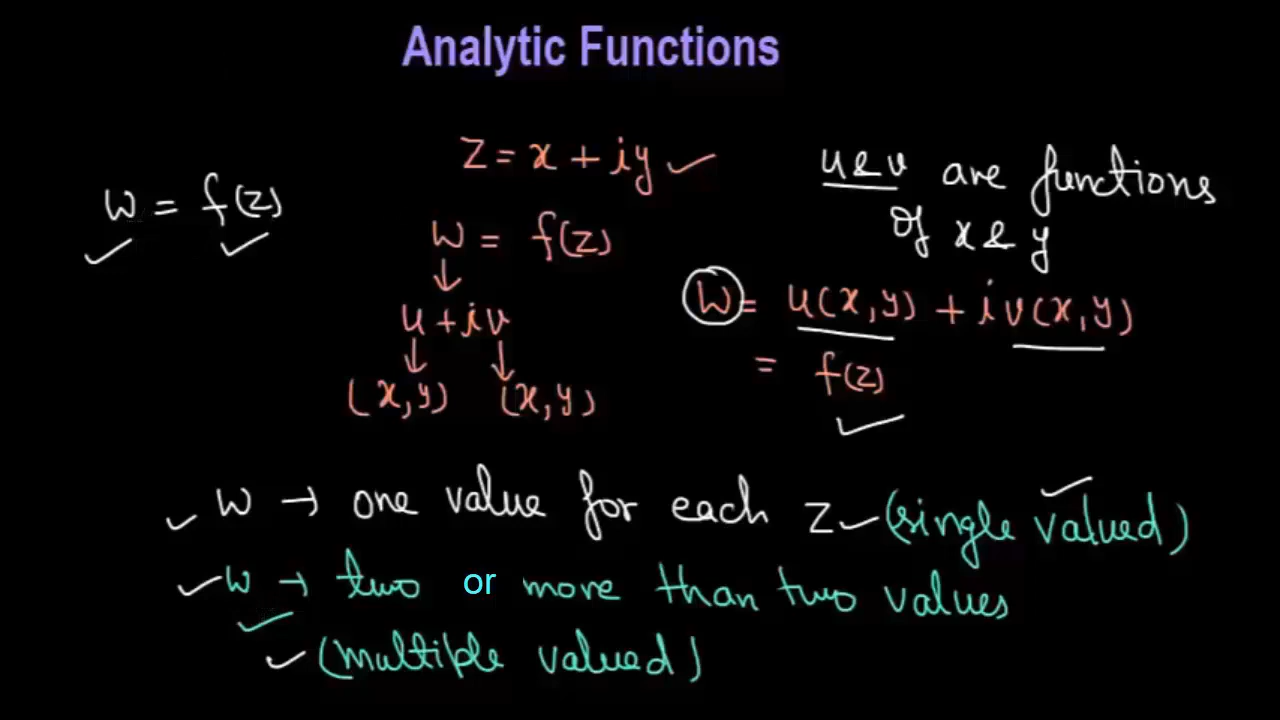 Analytic Functions
w = f(z)
z = x + iy
w = f(z)
↓
u + iv
↓ ↓
(x, y) (x, y)
u & v are functions
of x & y
w = u(x, y) + iv(x, y)
= f(z)
w → one value for each z (single valued)
w → two or more than two values
(multiple valued)